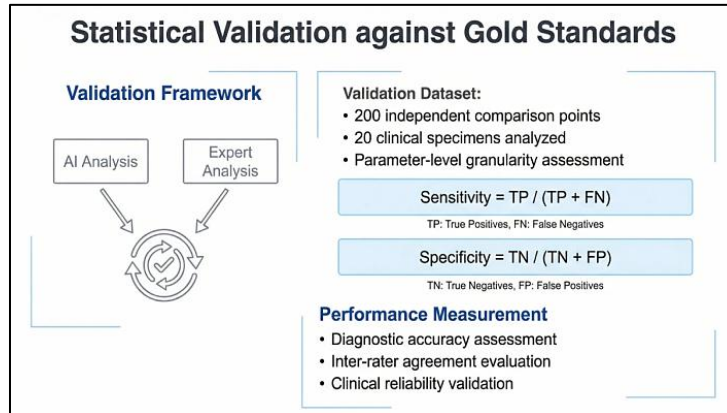 Statistical Validation against Gold Standards
Validation Framework
AI Analysis
Expert
Analysis
Validation Dataset:
• 200 independent comparison points
• 20 clinical specimens analyzed
• Parameter-level granularity assessment
Sensitivity = TP / (TP + FN)
TP: True Positives, FN: False Negatives
Specificity = TN / (TN + FP)
TN: True Negatives, FP: False Positives
Performance Measurement
• Diagnostic accuracy assessment
• Inter-rater agreement evaluation
• Clinical reliability validation